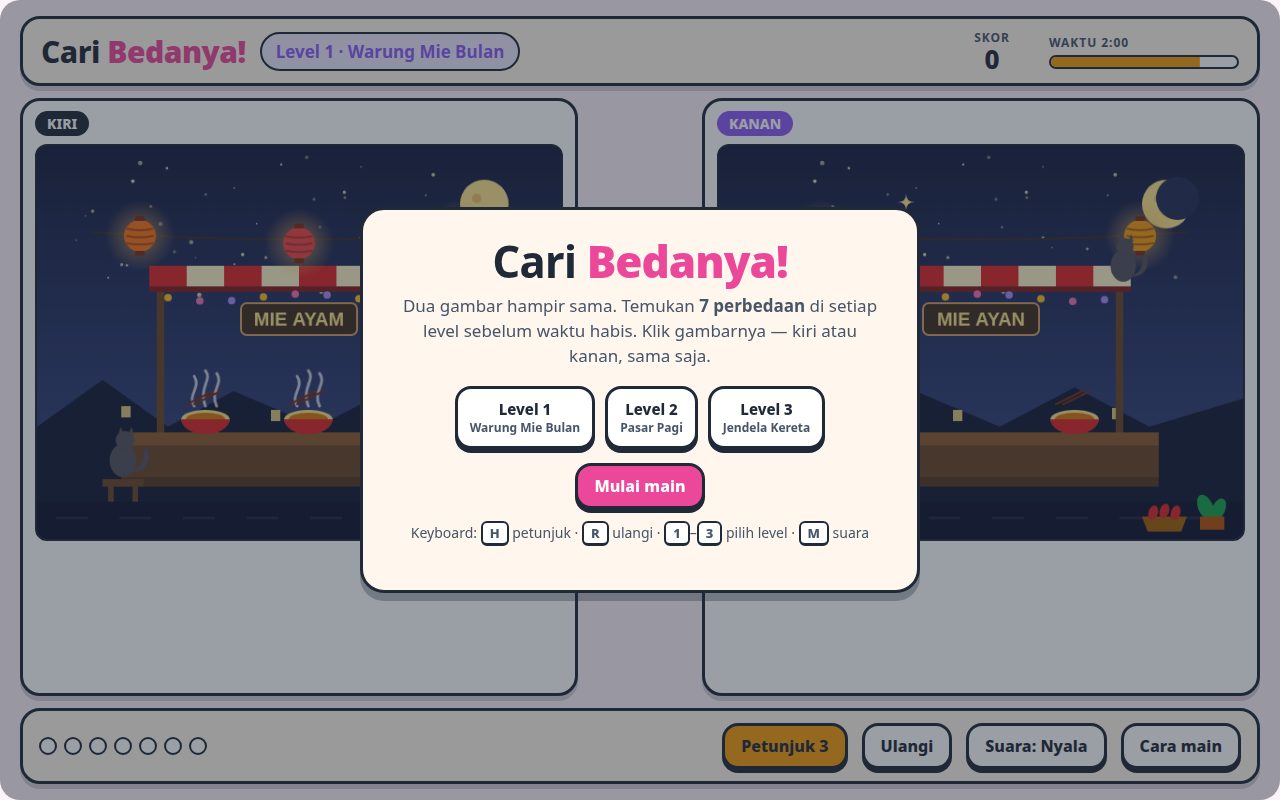 Cari Bedanya!
Level 1 · Warung Mie Bulan
SKOR
0
WAKTU 2:00
KIRI
KANAN
MIE AYAM
MIE AYAN
Cari Bedanya!
Dua gambar hampir sama. Temukan 7 perbedaan di setiap
level sebelum waktu habis. Klik gambarnya — kiri atau
kanan, sama saja.
Level 1
Warung Mie Bulan
Level 2
Pasar Pagi
Level 3
Jendela Kereta
Mulai main
Keyboard: H petunjuk · R ulangi · 1–3 pilih level · M suara
Petunjuk 3
Ulangi
Suara: Nyala
Cara main